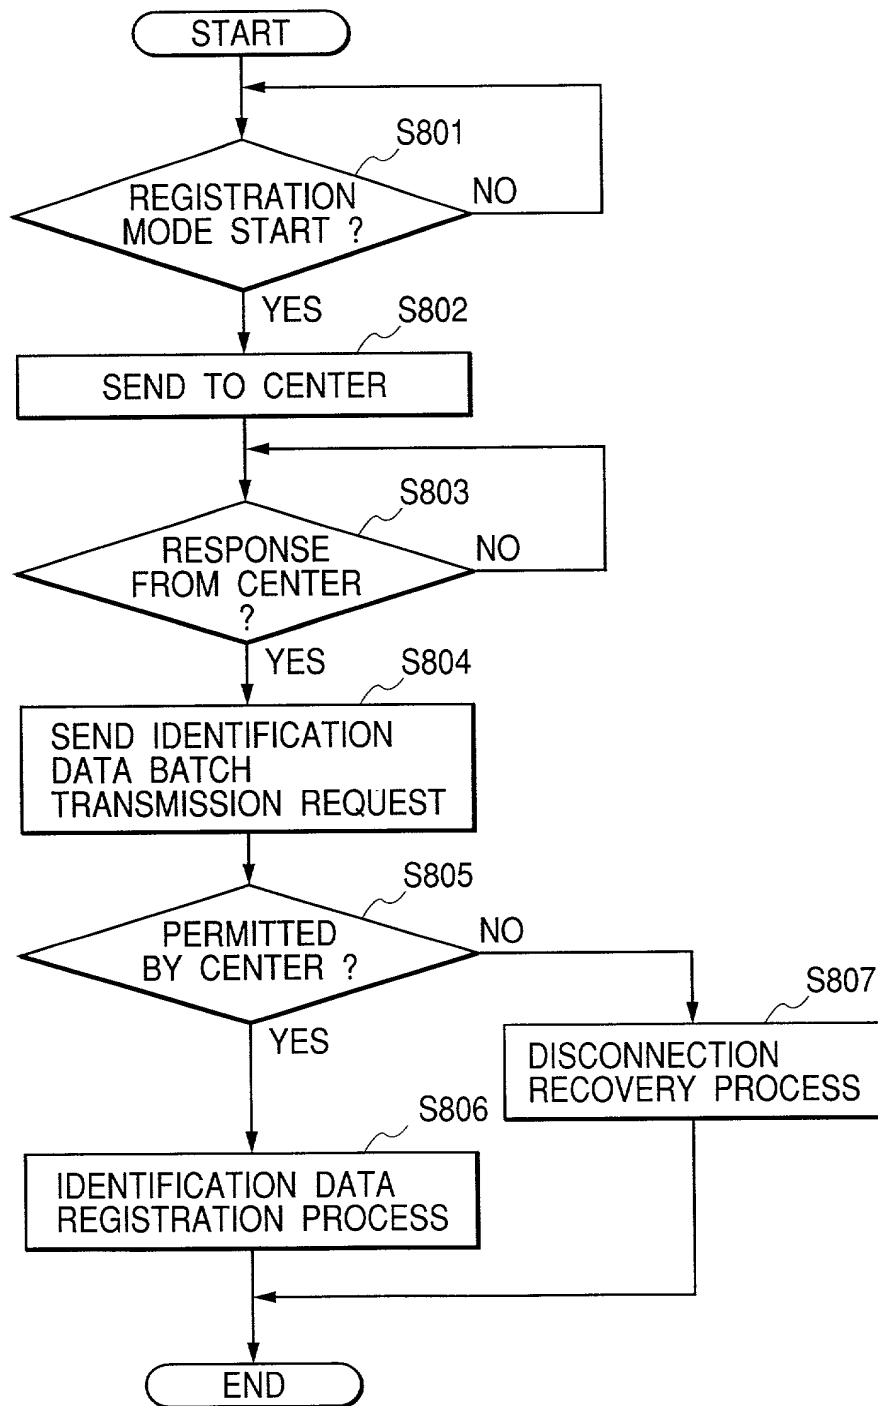 START
S801
REGISTRATION
MODE START ?
NO
YES
S802
SEND TO CENTER
S803
RESPONSE
FROM CENTER
?
NO
YES
S804
SEND IDENTIFICATION
DATA BATCH
TRANSMISSION REQUEST
S805
PERMITTED
BY CENTER ?
NO
YES
S807
DISCONNECTION
RECOVERY PROCESS
S806
IDENTIFICATION DATA
REGISTRATION PROCESS
END